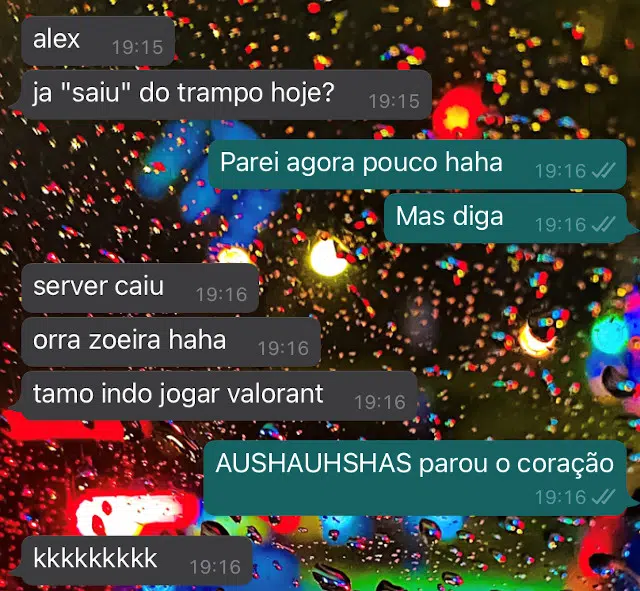 alex 19:15
ja "saiu" do trampo hoje? 19:15
Parei agora pouco haha 19:16
Mas diga 19:16
server caiu 19:16
orra zoeira haha 19:16
tamo indo jogar valorant 19:16
AUSHAUHSHAS parou o coração
19:16
kkkkkkkkk 19:16